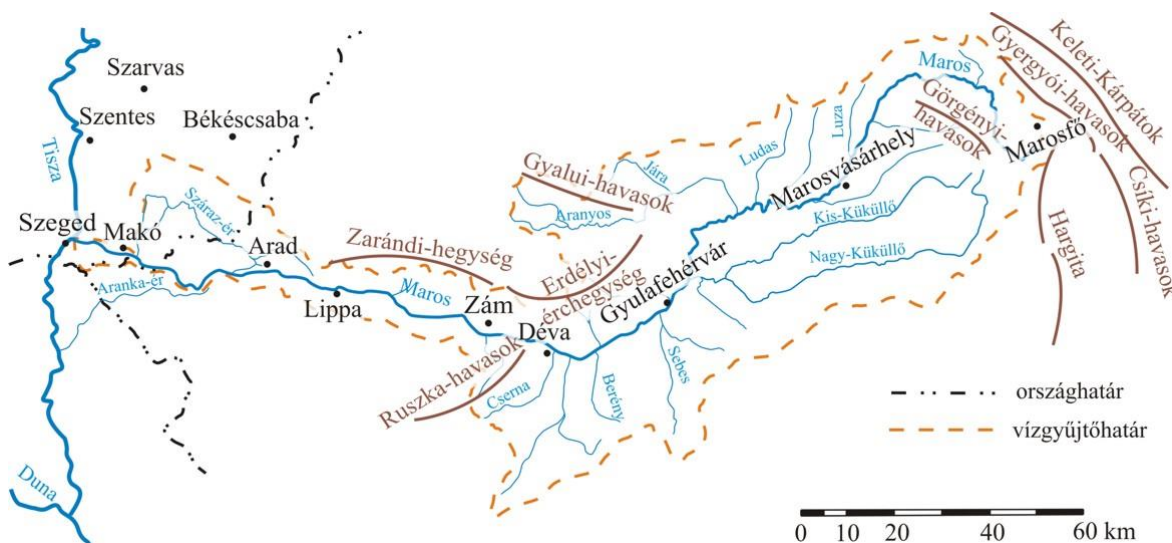 Szarvas
Szentes
Békéscsaba
Tisza
Szeged
Makó
Száraz-ér
Arad
Aranka-ér
Duna
Zarándi-hegység
Lippa
Maros
Zám
Déva
Ruszka-havasok
Cserna
Erdélyi-
érchegység
Gyulafehérvár
Berény
Sebes
Gyalui-havasok
Aranyos
Jára
Ludas
Luza
Marosvásárhely
Kis-Küküllő
Nagy-Küküllő
Maros
Görgényi-
havasok
Marosfő
Gyergyói-havasok
Keleti-Kárpátok
Csíki-havasok
Hargita
országhatár
vízgyűjtőhatár
0 10 20 40 60 km